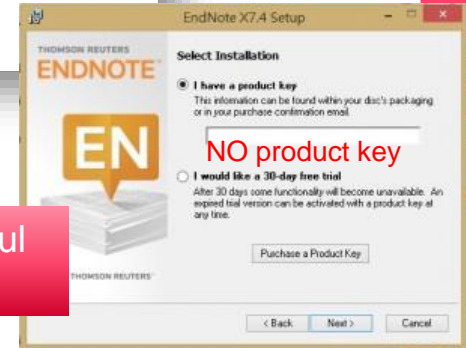 EndNote X7.4 Setup
THOMSON REUTERS
ENDNOTE
Select Installation
I have a product key
This information can be found within your disc's packaging
or in your purchase confirmation email.
NO product key
I would like a 30-day free trial
After 30 days some functionality will become unavailable. An
expired trial version can be activated with a product key at
any time.
EN
ul
Purchase a Product Key
THOMSON REUTERS
< Back
Next >
Cancel